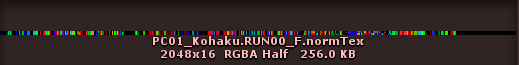 PC01_Kohaku.RUN00_F.normTex
2048x16 RGBA Half 256.0 KB